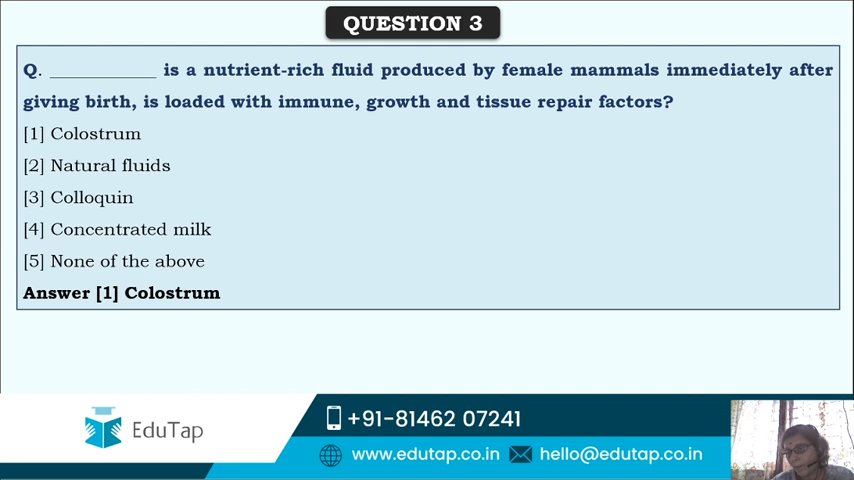 QUESTION 3
Q. ___________ is a nutrient-rich fluid produced by female mammals immediately after
giving birth, is loaded with immune, growth and tissue repair factors?
[1] Colostrum
[2] Natural fluids
[3] Colloquin
[4] Concentrated milk
[5] None of the above
Answer [1] Colostrum
EduTap
+91-81462 07241
www.edutap.co.in hello@edutap.co.in